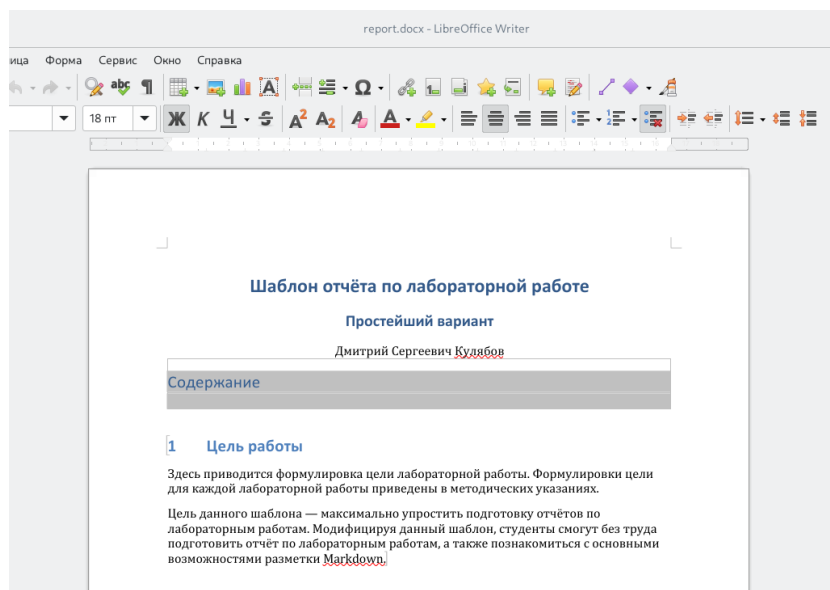 report.docx - LibreOffice Writer
ица Форма Сервис Окно Справка
18 пт Ж К Ч S A2 A2 A
Шаблон отчёта по лабораторной работе
Простейший вариант
Дмитрий Сергеевич Кулябов
Содержание
1 Цель работы
Здесь приводится формулировка цели лабораторной работы. Формулировки цели
для каждой лабораторной работы приведены в методических указаниях.
Цель данного шаблона — максимально упростить подготовку отчётов по
лабораторным работам. Модифицируя данный шаблон, студенты смогут без труда
подготовить отчёт по лабораторным работам, а также познакомиться с основными
возможностями разметки Markdown.